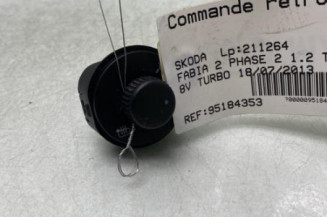 Commande retro
SKODA Lp:211264
FABIA 2 PHASE 2 1.2 T
8V TURBO 18/07/2013
REF:95184353